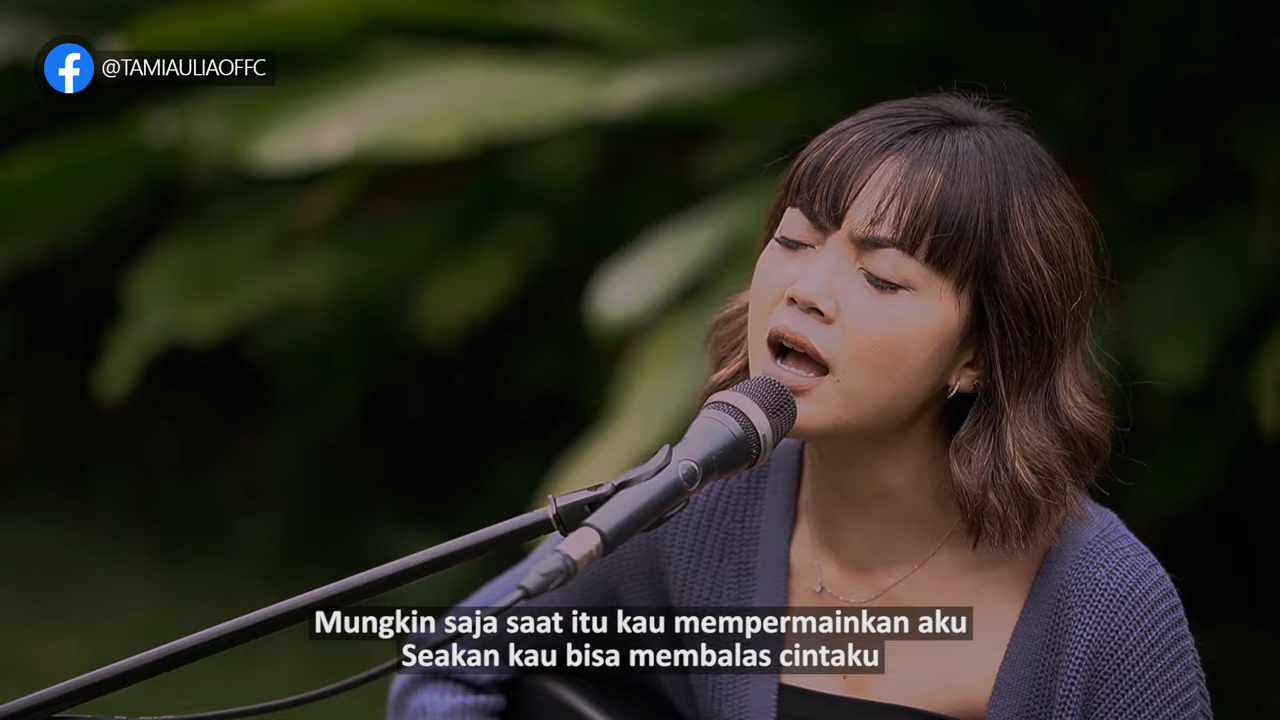 @TAMIAULIAOFFC
Mungkin saja saat itu kau mempermainkan aku
Seakan kau bisa membalas cintaku